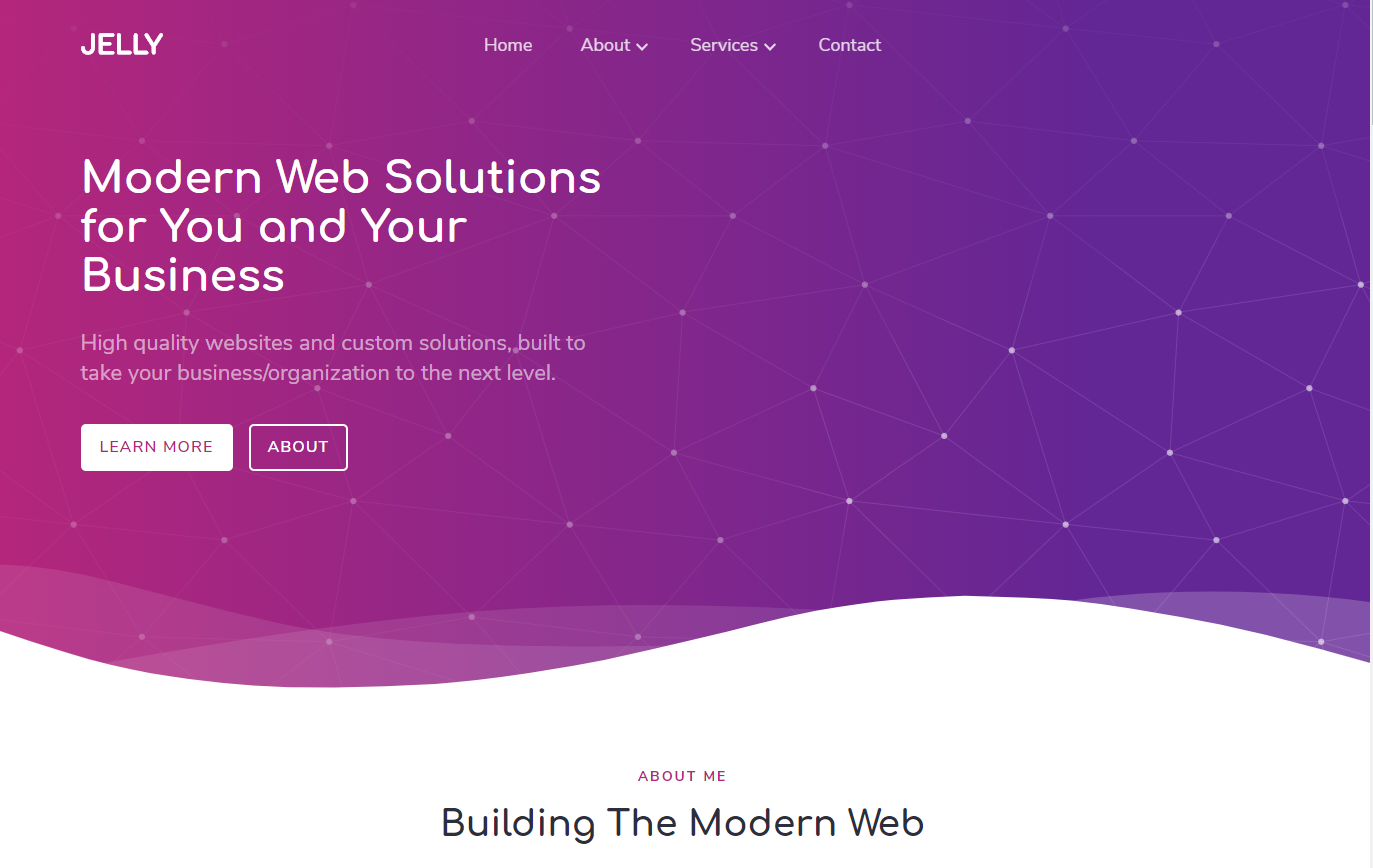 JELLY
Home About Services Contact
Modern Web Solutions
for You and Your
Business
High quality websites and custom solutions, built to
take your business/organization to the next level.
LEARN MORE ABOUT
ABOUT ME
Building The Modern Web